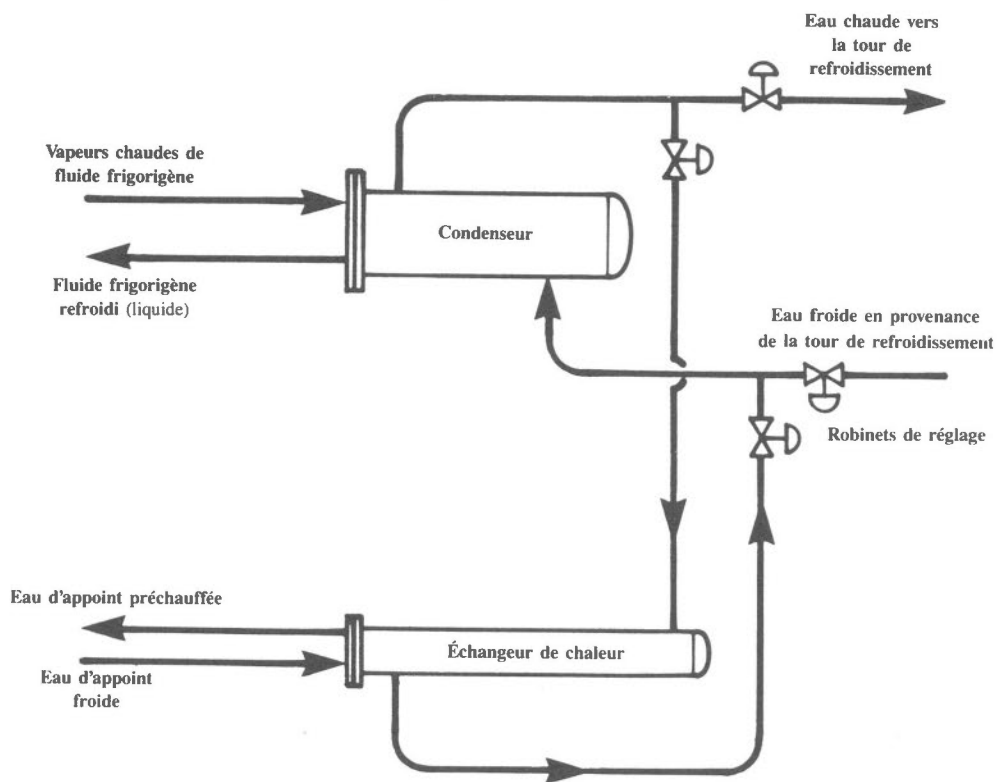 Eau chaude vers
la tour de
refroidissement
Vapeurs chaudes de
fluide frigorigène
Condenseur
Fluide frigorigène
refroidi (liquide)
Eau froide en provenance
de la tour de refroidissement
Robinets de réglage
Eau d'appoint préchauffée
Échangeur de chaleur
Eau d'appoint
froide